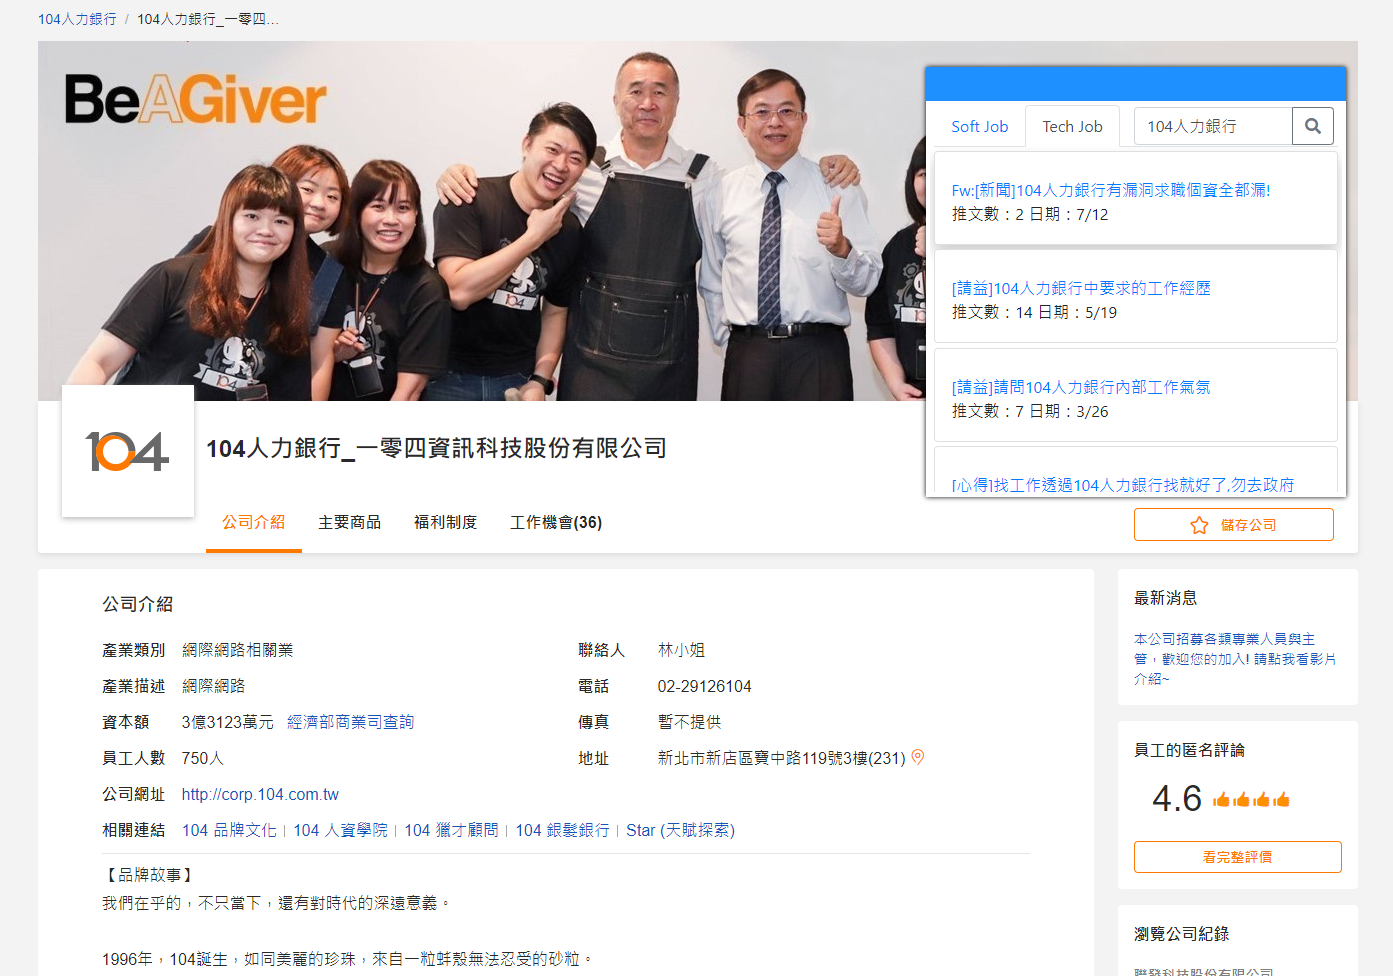 104人力銀行 / 104人力銀行_一零四...
BeAGiver
Soft Job
Tech Job
104人力銀行
Fw:[新聞]104人力銀行有漏洞求職個資全都漏!
推文數：2 日期：7/12
[請益]104人力銀行中要求的工作經歷
推文數：14 日期：5/19
[請益]請問104人力銀行內部工作氣氛
推文數：7 日期：3/26
[心得]找工作透過104人力銀行找就好了,勿去政府
104
104
104
104人力銀行_一零四資訊科技股份有限公司
公司介紹
主要商品
福利制度
工作機會(36)
儲存公司
公司介紹
產業類別 網際網路相關業
聯絡人 林小姐
產業描述 網際網路
電話 02-29126104
資本額 3億3123萬元 經濟部商業司查詢
傳真 暫不提供
員工人數 750人
地址 新北市新店區寶中路119號3樓(231)
公司網址 http://corp.104.com.tw
相關連結 104 品牌文化 | 104 人資學院 | 104 獵才顧問 | 104 銀髮銀行 | Star (天賦探索)
【品牌故事】
我們在乎的，不只當下，還有對時代的深遠意義。
1996年，104誕生，如同美麗的珍珠，來自一粒蚌殼無法忍受的砂粒。
最新消息
本公司招募各類專業人員與主
管，歡迎您的加入! 請點我看影片
介紹~
員工的匿名評論
4.6
看完整評價
瀏覽公司紀錄
聯發科技股份有限公司